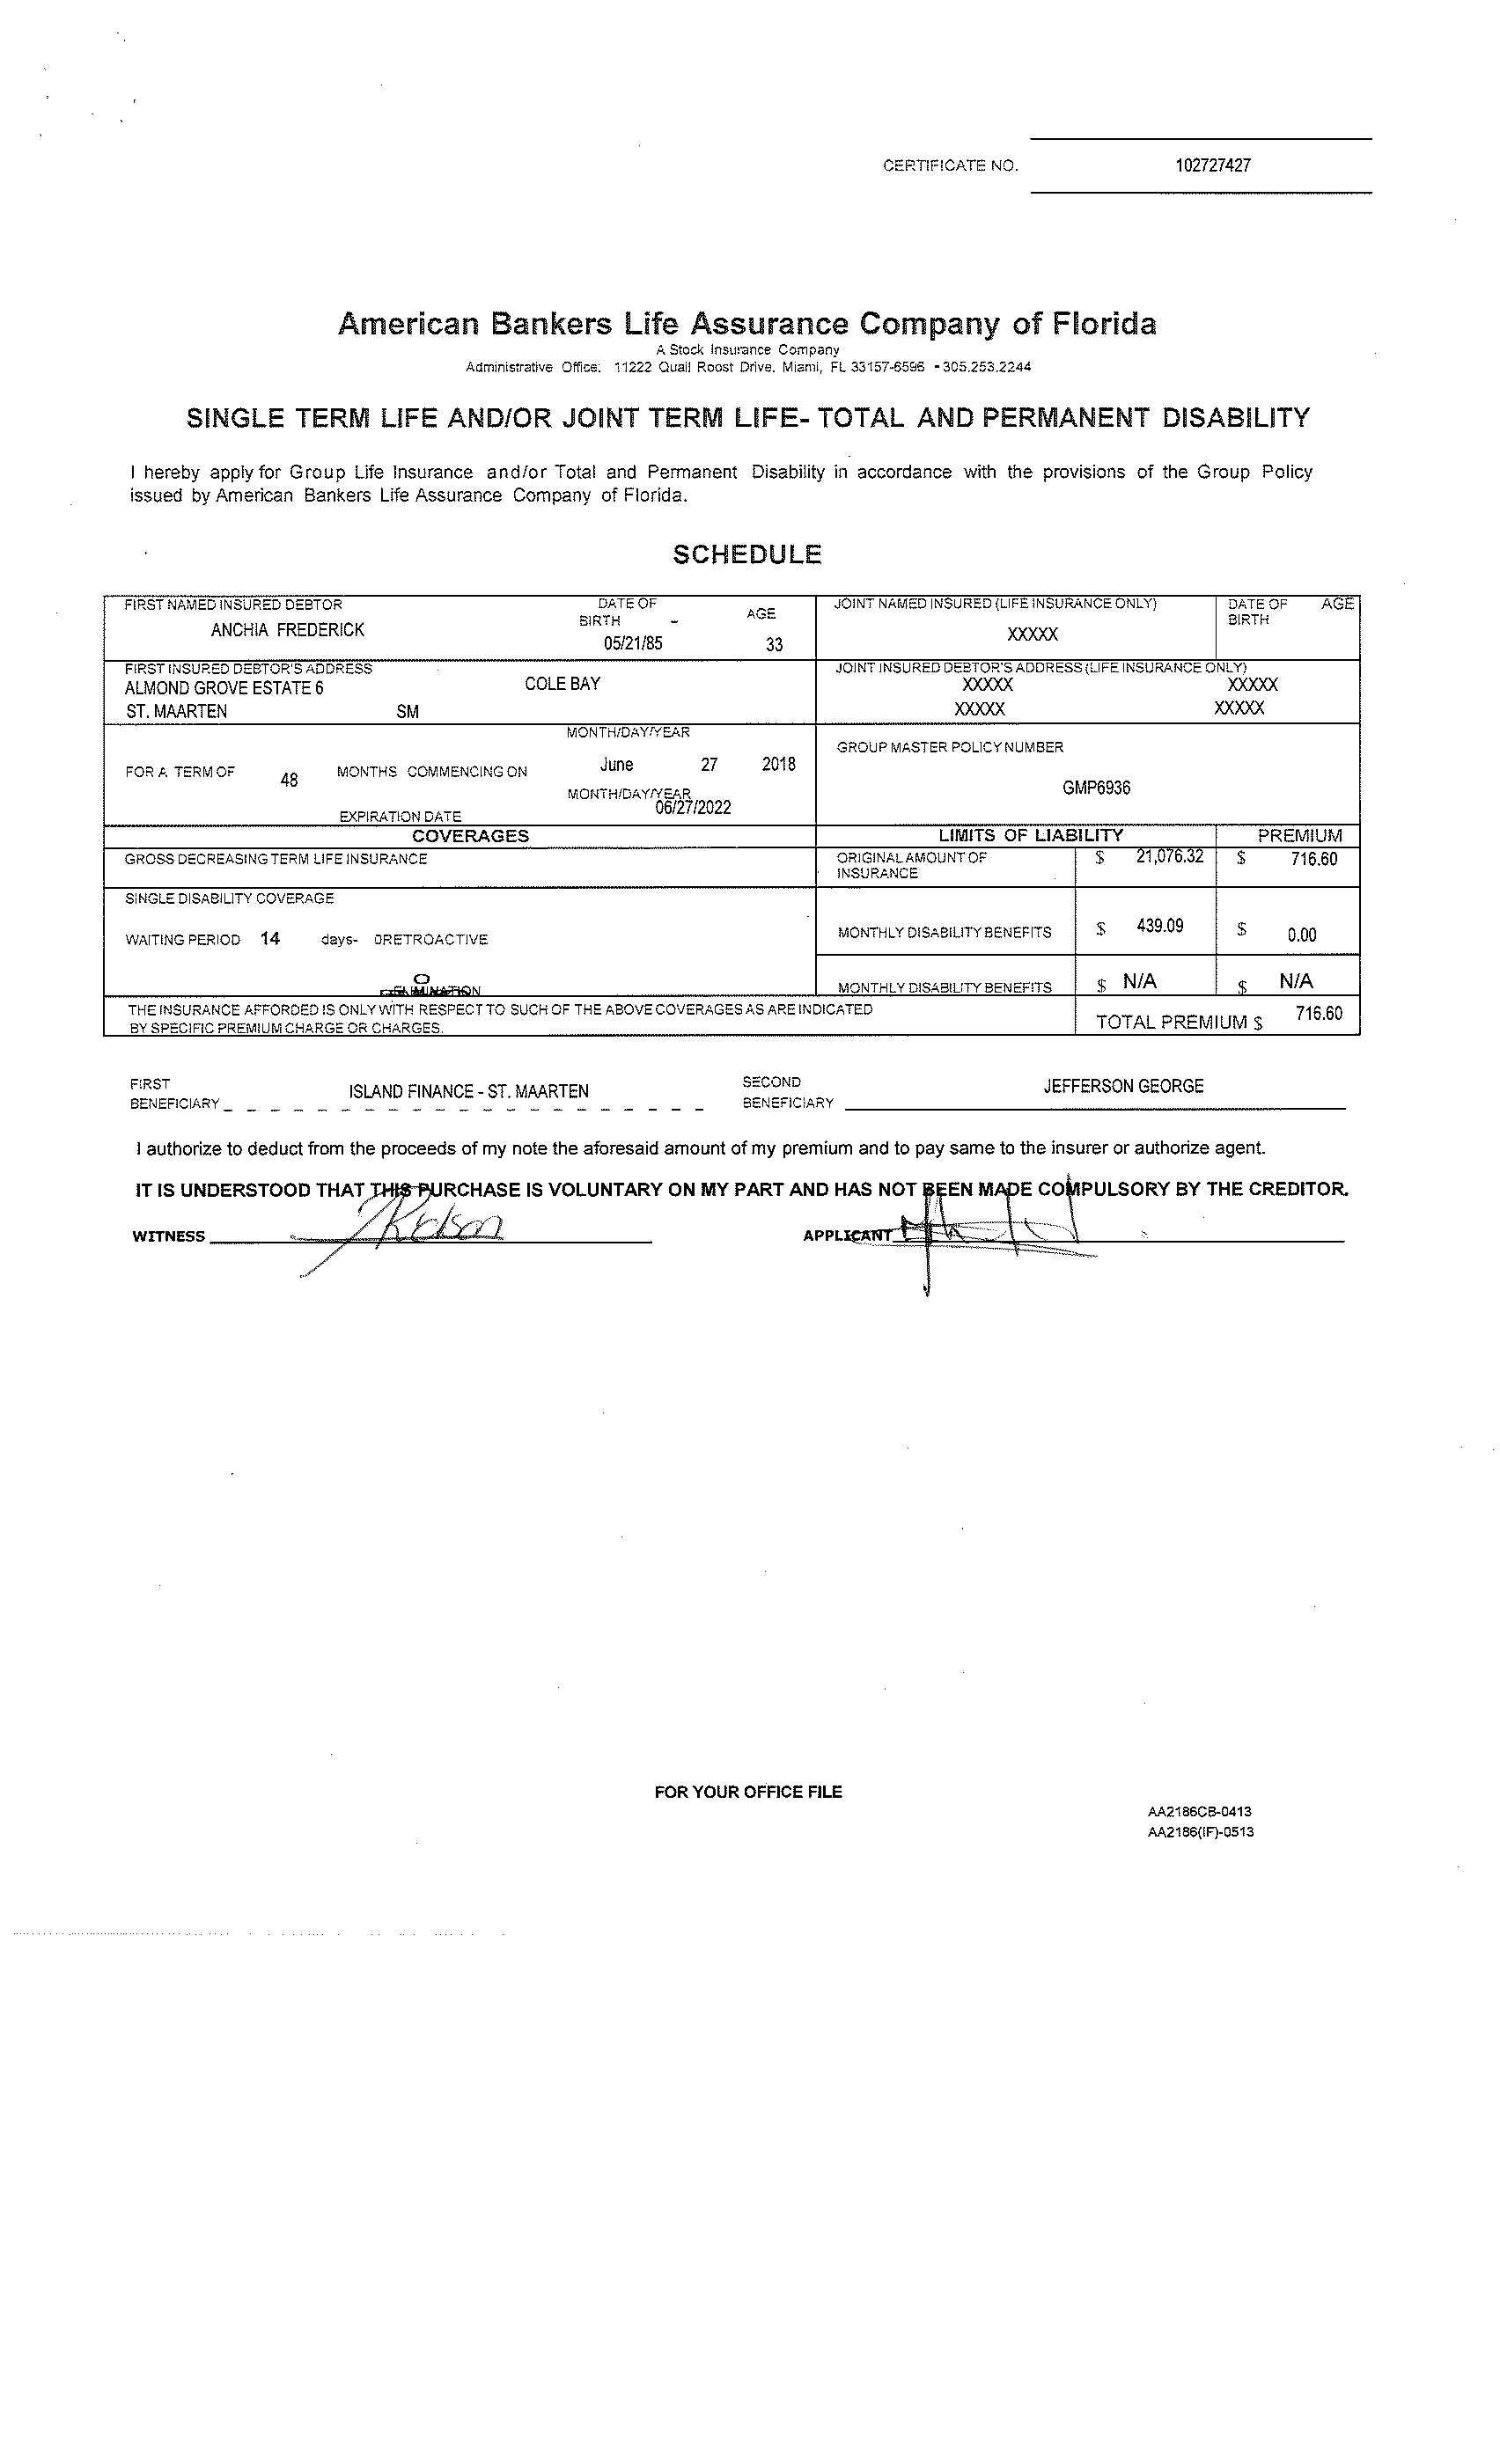 CERTIFICATE NO. 102727427
American Bankers Life Assurance Company of Florida
A Stock Insurance Company
Administrative Office: 11222 Quail Roost Drive. Miami, FL 33157-6596 - 305.253.2244
SINGLE TERM LIFE AND/OR JOINT TERM LIFE- TOTAL AND PERMANENT DISABILITY
I hereby apply for Group Life Insurance and/or Total and Permanent Disability in accordance with the provisions of the Group Policy
issued by American Bankers Life Assurance Company of Florida.
SCHEDULE
FIRST NAMED INSURED DEBTOR
ANCHIA FREDERICK
DATE OF
BIRTH -
05/21/85
AGE
33
JOINT NAMED INSURED (LIFE INSURANCE ONLY)
XXXXX
DATE OF
BIRTH
AGE
FIRST INSURED DEBTOR'S ADDRESS
ALMOND GROVE ESTATE 6 COLE BAY
ST. MAARTEN SM
JOINT INSURED DEBTOR'S ADDRESS (LIFE INSURANCE ONLY)
XXXXX XXXXX
XXXXX XXXXX
MONTH/DAY/YEAR
FOR A TERM OF 48 MONTHS COMMENCING ON June 27 2018
MONTH/DAY/YEAR
EXPIRATION DATE 06/27/2022
GROUP MASTER POLICY NUMBER
GMP6936
COVERAGES LIMITS OF LIABILITY PREMIUM
GROSS DECREASING TERM LIFE INSURANCE
ORIGINAL AMOUNT OF
INSURANCE
$ 21,076.32 $ 716.60
SINGLE DISABILITY COVERAGE
WAITING PERIOD 14 days- 0RETROACTIVE
MONTHLY DISABILITY BENEFITS $ 439.09 $ 0.00
O
MONTHLY DISABILITY BENEFITS $ N/A $ N/A
THE INSURANCE AFFORDED IS ONLY WITH RESPECT TO SUCH OF THE ABOVE COVERAGES AS ARE INDICATED
BY SPECIFIC PREMIUM CHARGE OR CHARGES.
TOTAL PREMIUM $ 716.60
FIRST
BENEFICIARY ISLAND FINANCE - ST. MAARTEN
SECOND
BENEFICIARY JEFFERSON GEORGE
I authorize to deduct from the proceeds of my note the aforesaid amount of my premium and to pay same to the insurer or authorize agent.
IT IS UNDERSTOOD THAT THIS PURCHASE IS VOLUNTARY ON MY PART AND HAS NOT BEEN MADE COMPULSORY BY THE CREDITOR.
WITNESS
APPLICANT
FOR YOUR OFFICE FILE
AA2186CB-0413
AA2186(IF)-0513